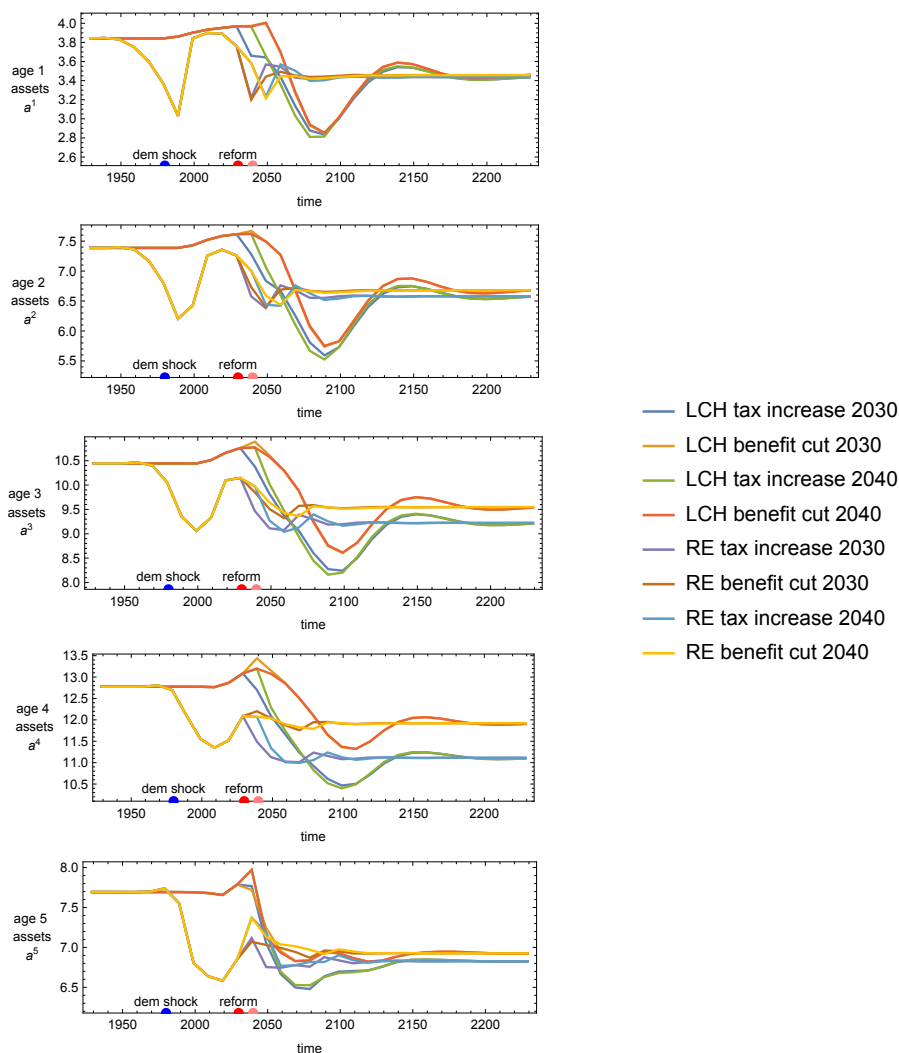 4.0
3.8
3.6
3.4
3.2
3.0
2.8
2.6
age 1
assets
a¹
dem shock reform
1950 2000 2050 2100 2150 2200
time
7.5
7.0
6.5
6.0
5.5
age 2
assets
a²
dem shock reform
1950 2000 2050 2100 2150 2200
time
10.5
10.0
9.5
9.0
8.5
8.0
age 3
assets
a³
dem shock reform
1950 2000 2050 2100 2150 2200
time
13.5
13.0
12.5
12.0
11.5
11.0
10.5
age 4
assets
a⁴
dem shock reform
1950 2000 2050 2100 2150 2200
time
8.0
7.5
7.0
6.5
age 5
assets
a⁵
dem shock reform
1950 2000 2050 2100 2150 2200
time
LCH tax increase 2030
LCH benefit cut 2030
LCH tax increase 2040
LCH benefit cut 2040
RE tax increase 2030
RE benefit cut 2030
RE tax increase 2040
RE benefit cut 2040